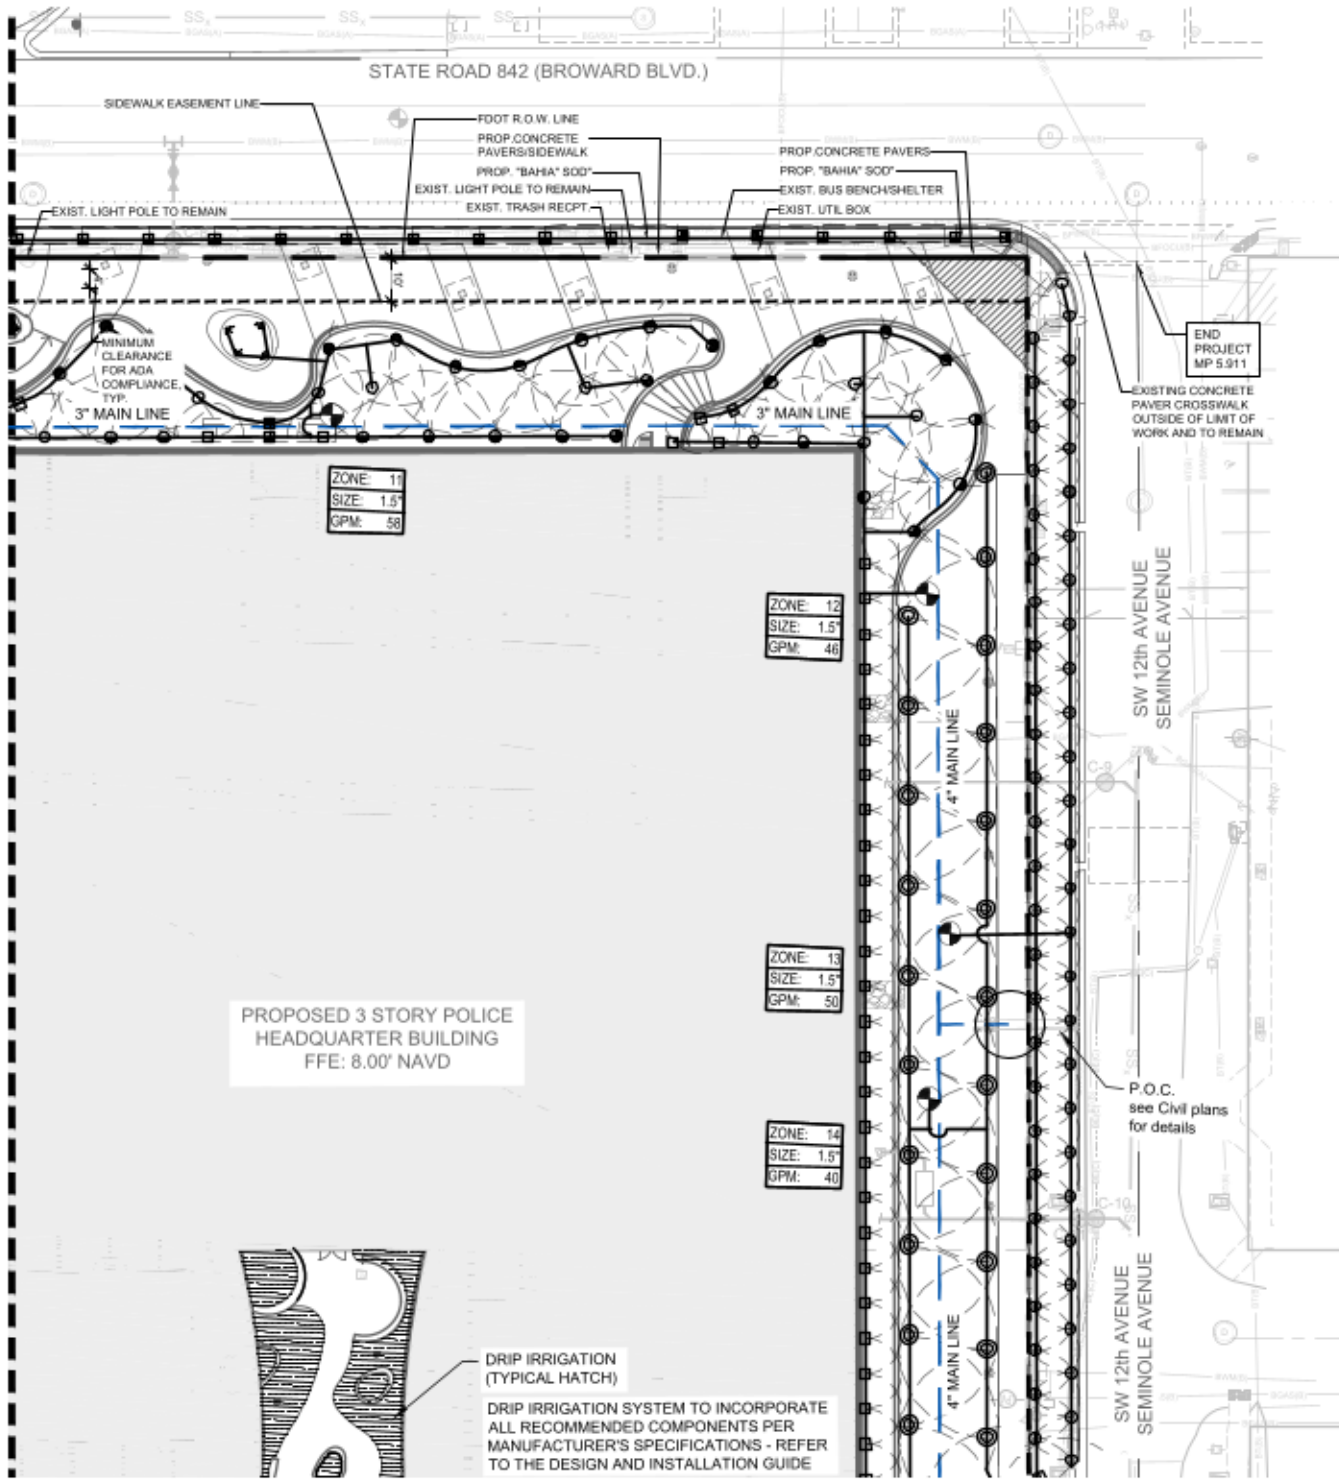 STATE ROAD 842 (BROWARD BLVD.)
SIDEWALK EASEMENT LINE
FDOT R.O.W. LINE
PROP.CONCRETE
PAVERS/SIDEWALK
PROP. "BAHIA" SOD"
EXIST. LIGHT POLE TO REMAIN
EXIST. TRASH RECPT.
PROP.CONCRETE PAVERS
PROP. "BAHIA" SOD"
EXIST. BUS BENCH/SHELTER
EXIST. UTIL BOX
EXIST. LIGHT POLE TO REMAIN
10'
MINIMUM
CLEARANCE
FOR ADA
COMPLIANCE,
TYP.
3" MAIN LINE
3" MAIN LINE
END
PROJECT
MP 5.911
EXISTING CONCRETE
PAVER CROSSWALK
OUTSIDE OF LIMIT OF
WORK AND TO REMAIN
ZONE: 11
SIZE: 1.5"
GPM: 58
ZONE: 12
SIZE: 1.5"
GPM: 46
SW 12th AVENUE
SEMINOLE AVENUE
4" MAIN LINE
C-9
ZONE: 13
SIZE: 1.5"
GPM: 50
PROPOSED 3 STORY POLICE
HEADQUARTER BUILDING
FFE: 8.00' NAVD
P.O.C.
see Civil plans
for details
ZONE: 14
SIZE: 1.5"
GPM: 40
C-10
SW 12th AVENUE
SEMINOLE AVENUE
4" MAIN LINE
DRIP IRRIGATION
(TYPICAL HATCH)
DRIP IRRIGATION SYSTEM TO INCORPORATE
ALL RECOMMENDED COMPONENTS PER
MANUFACTURER'S SPECIFICATIONS - REFER
TO THE DESIGN AND INSTALLATION GUIDE